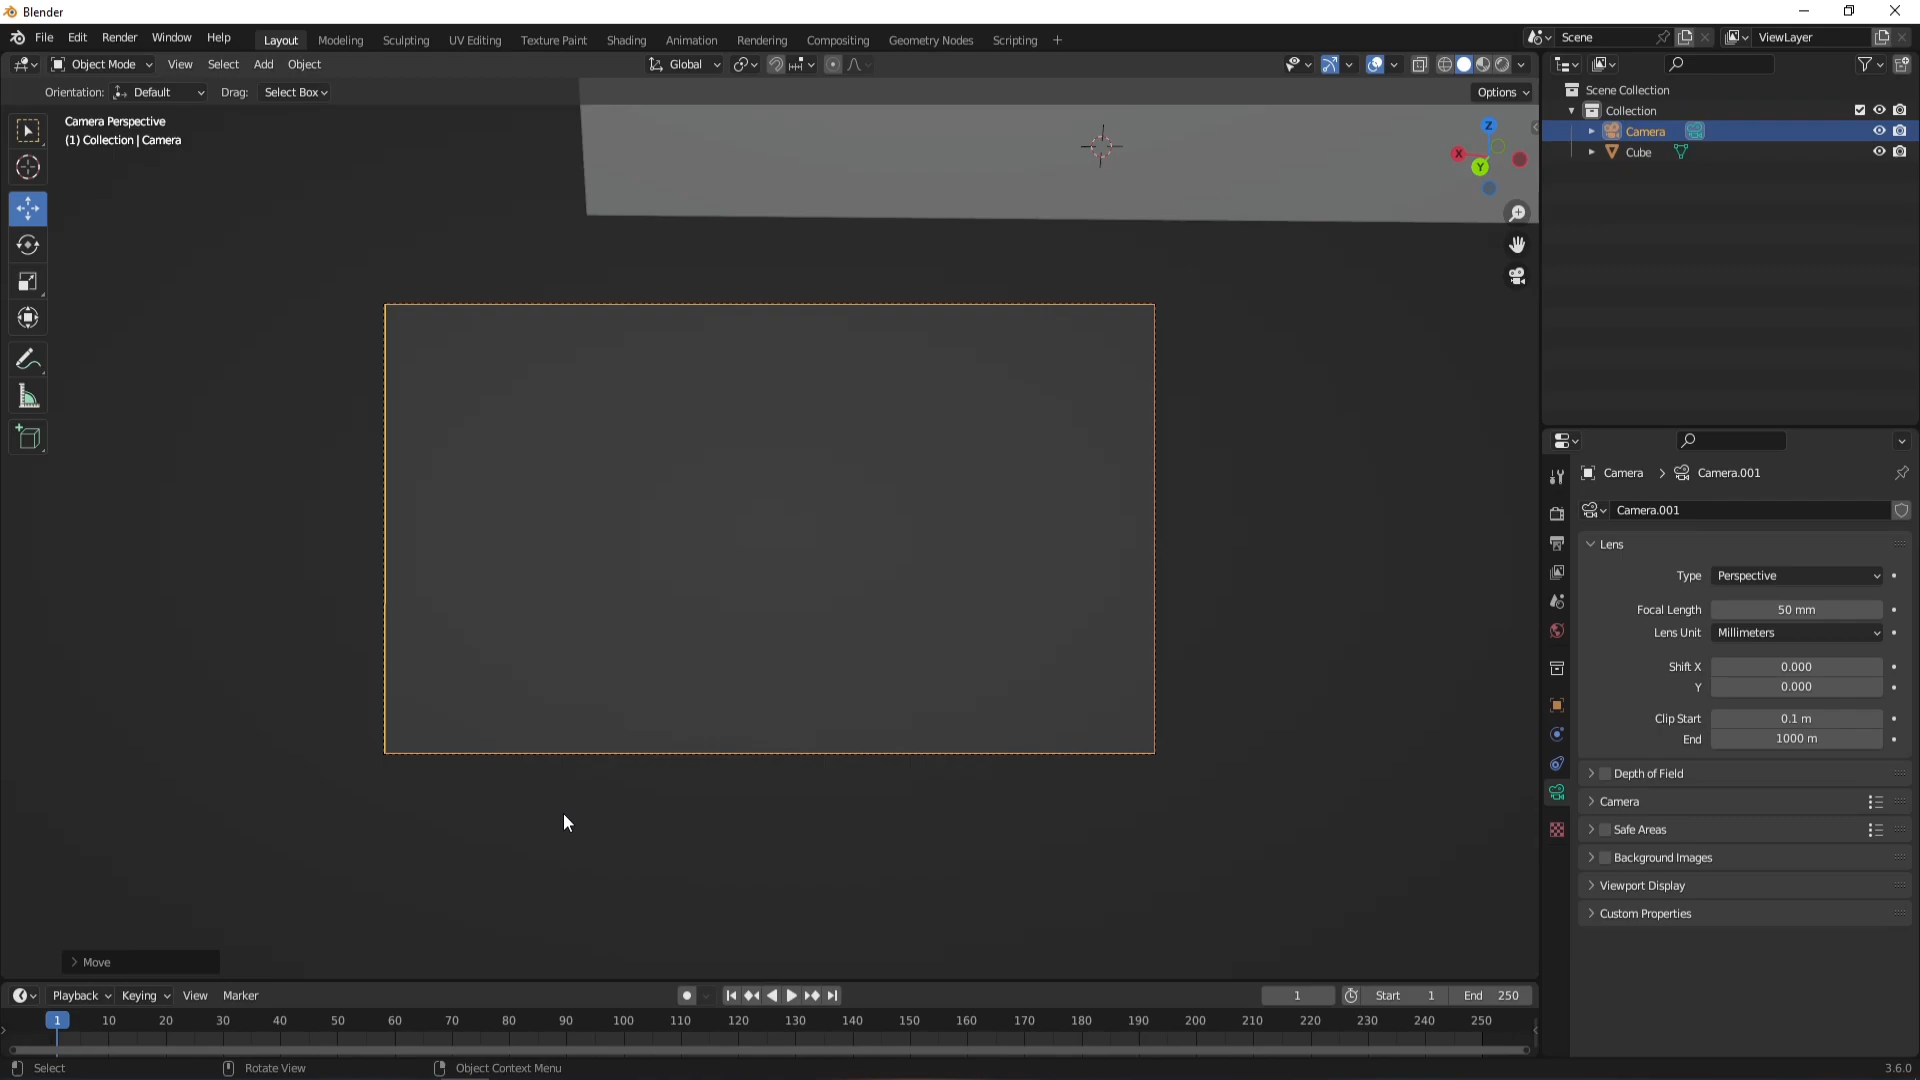 Blender
File Edit Render Window Help Layout Modeling Sculpting UV Editing Texture Paint Shading Animation Rendering Compositing Geometry Nodes Scripting + Scene ViewLayer
Object Mode View Select Add Object Global
Orientation: Default Drag: Select Box Options
Camera Perspective
(1) Collection | Camera
Z
X
Y
Move
Scene Collection
Collection
Camera
Cube
Camera > Camera.001
Camera.001
Lens
Type Perspective
Focal Length 50 mm
Lens Unit Millimeters
Shift X 0.000
Y 0.000
Clip Start 0.1 m
End 1000 m
Depth of Field
Camera
Safe Areas
Background Images
Viewport Display
Custom Properties
Playback Keying View Marker 1 Start 1 End 250
1 10 20 30 40 50 60 70 80 90 100 110 120 130 140 150 160 170 180 190 200 210 220 230 240 250
Select Rotate View Object Context Menu 3.6.0